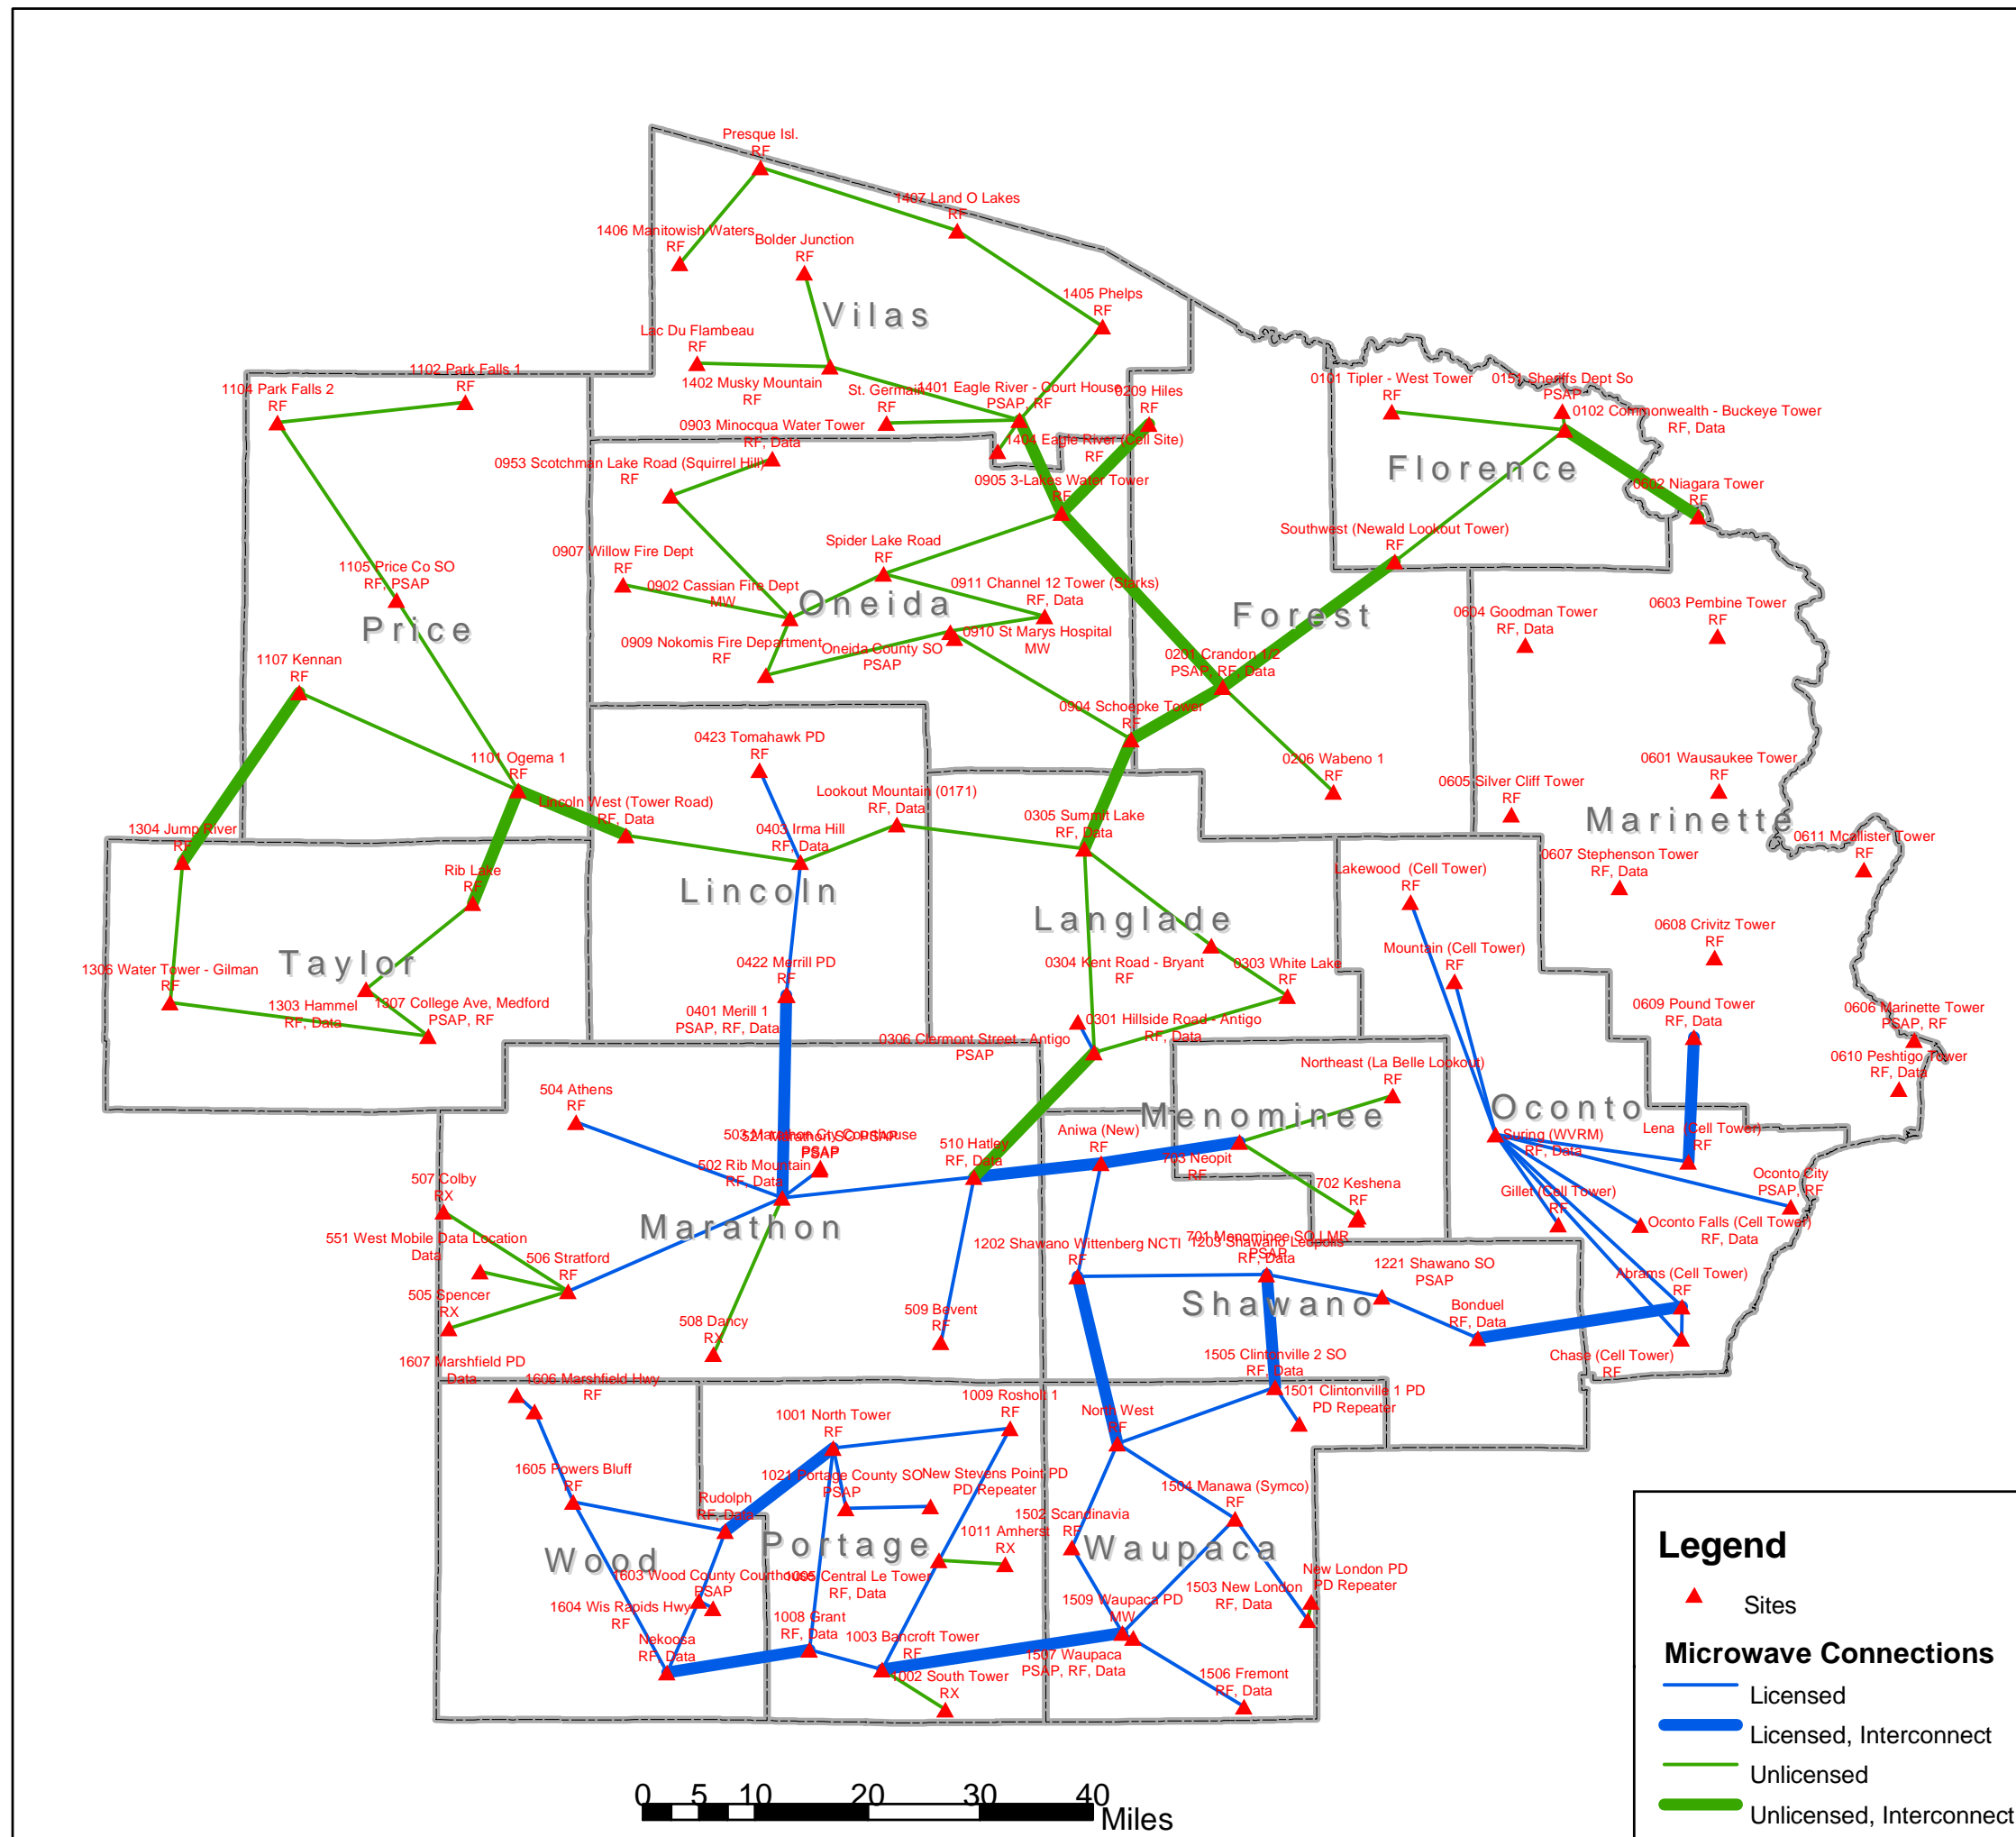 Presque Isl.
RF
1407 Land O Lakes
RF
1406 Manitowish Waters
RF
Bolder Junction
RF
Vilas
1405 Phelps
RF
Lac Du Flambeau
RF
1402 Musky Mountain
RF
St. Germain
RF
1401 Eagle River - Court House
PSAP, RF
0209 Hiles
RF
1404 Eagle River (Cell Site)
RF
1102 Park Falls 1
RF
1104 Park Falls 2
RF
0903 Minocqua Water Tower
RF, Data
0953 Scotchman Lake Road (Squirrel Hill)
RF
0905 3-Lakes Water Tower
RF
0101 Tipler - West Tower
RF
0151 Sheriffs Dept So
PSAP
0102 Commonwealth - Buckeye Tower
RF, Data
Florence
0602 Niagara Tower
RF
Southwest (Newald Lookout Tower)
RF
Spider Lake Road
RF
0907 Willow Fire Dept
RF
0902 Cassian Fire Dept
MW
0911 Channel 12 Tower (Starks)
RF, Data
Oneida
Forest
1105 Price Co SO
RF, PSAP
Price
0909 Nokomis Fire Department
RF
Oneida County SO
PSAP
0910 St Marys Hospital
MW
0604 Goodman Tower
RF, Data
0603 Pembine Tower
RF
0201 Crandon 1/2
PSAP, RF, Data
1107 Kennan
RF
0904 Schoepke Tower
RF
0423 Tomahawk PD
RF
1101 Ogema 1
RF
0206 Wabeno 1
RF
0605 Silver Cliff Tower
RF
0601 Wausaukee Tower
RF
Marinette
Lincoln West (Tower Road)
RF, Data
Lookout Mountain (0171)
RF, Data
0305 Summit Lake
RF, Data
0403 Irma Hill
RF, Data
1304 Jump River
RF
Rib Lake
RF
Lincoln
0611 Mcallister Tower
RF
0607 Stephenson Tower
RF, Data
Lakewood (Cell Tower)
RF
Langlade
Mountain (Cell Tower)
RF
0608 Crivitz Tower
RF
Taylor
1306 Water Tower - Gilman
RF
1303 Hammel
RF, Data
1307 College Ave, Medford
PSAP, RF
0422 Merrill PD
RF
0401 Merill 1
PSAP, RF, Data
0304 Kent Road - Bryant
RF
0303 White Lake
RF
0301 Hillside Road - Antigo
RF, Data
0306 Clermont Street - Antigo
PSAP
0609 Pound Tower
RF, Data
0606 Marinette Tower
PSAP, RF
0610 Peshtigo Tower
RF, Data
Northeast (La Belle Lookout)
RF
Menominee
Oconto
504 Athens
RF
503 Marathon Cty Courthouse
PSAP
521 Marathon SO PSAP
PSAP
502 Rib Mountain
RF, Data
510 Hatley
RF, Data
Aniwa (New)
RF
703 Neopit
RF
Suring (WVRM)
RF, Data
Lena (Cell Tower)
RF
Oconto City
PSAP, RF
702 Keshena
RF
Gillet (Cell Tower)
RF
Oconto Falls (Cell Tower)
RF, Data
507 Colby
RX
551 West Mobile Data Location
Data
506 Stratford
RF
Marathon
1202 Shawano Wittenberg NCTI
RF
701 Menominee SO LMR
PSAP
1203 Shawano Leopolis
RF, Data
1221 Shawano SO
PSAP
Abrams (Cell Tower)
RF
505 Spencer
RX
509 Bevent
RF
508 Dancy
RX
Shawano
Bonduel
RF, Data
Chase (Cell Tower)
RF
1505 Clintonville 2 SO
RF, Data
1501 Clintonville 1 PD
PD Repeater
1607 Marshfield PD
Data
1606 Marshfield Hwy
RF
1001 North Tower
RF
1009 Rosholt 1
RF
North West
RF
1605 Powers Bluff
RF
Rudolph
RF, Data
1021 Portage County SO
PSAP
New Stevens Point PD
PD Repeater
1504 Manawa (Symco)
RF
1502 Scandinavia
RF
1011 Amherst
RX
Wood
Portage
Waupaca
1603 Wood County Courthouse
PSAP
1005 Central Le Tower
RF, Data
1604 Wis Rapids Hwy
RF
1008 Grant
RF, Data
1003 Bancroft Tower
RF
1509 Waupaca PD
MW
1503 New London
RF, Data
New London PD
PD Repeater
Nekoosa
RF, Data
1002 South Tower
RX
1507 Waupaca
PSAP, RF, Data
1506 Fremont
RF, Data
Legend
Sites
Microwave Connections
Licensed
Licensed, Interconnect
Unlicensed
Unlicensed, Interconnect
0 5 10 20 30 40
Miles